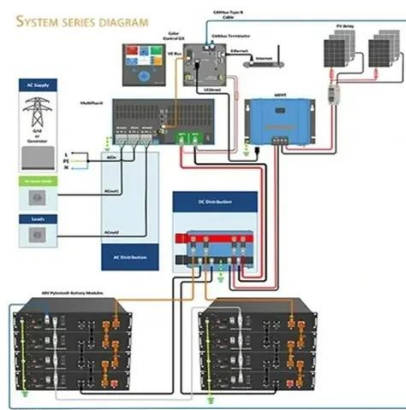 SYSTEM SERIES DIAGRAM
CANbus Type B
Cable
Color
Control GX
CANbus Terminator
VE Bus
Ethernet
Internet
VEDirect
PV Array
AC Supply
Grid
or
Generator
MultiPlus-II
MPPT
L
PE
N
ACin
ACout1
Loads
ACout2
AC Distribution
DC Distribution
48V Pylontech Battery Modules